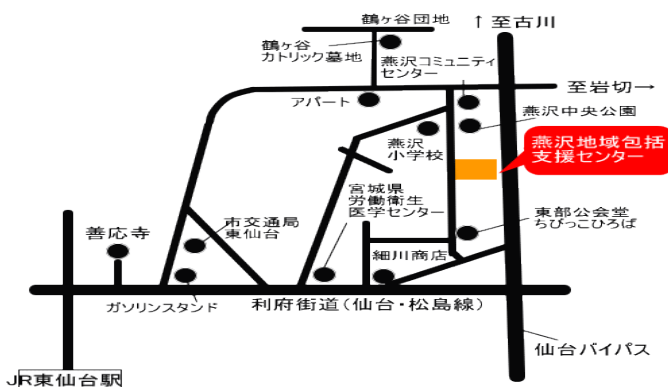 鶴ヶ谷団地
↑至古川
鶴ヶ谷
カトリック墓地
燕沢コミュニティ
センター
至岩切→
アパート
燕沢中央公園
燕沢
小学校
燕沢地域包括
支援センター
宮城県
労働衛生
医学センター
市交通局
東仙台
東部公会堂
ちびっこひろば
善応寺
細川商店
ガソリンスタンド
利府街道(仙台・松島線)
仙台バイパス
JR東仙台駅